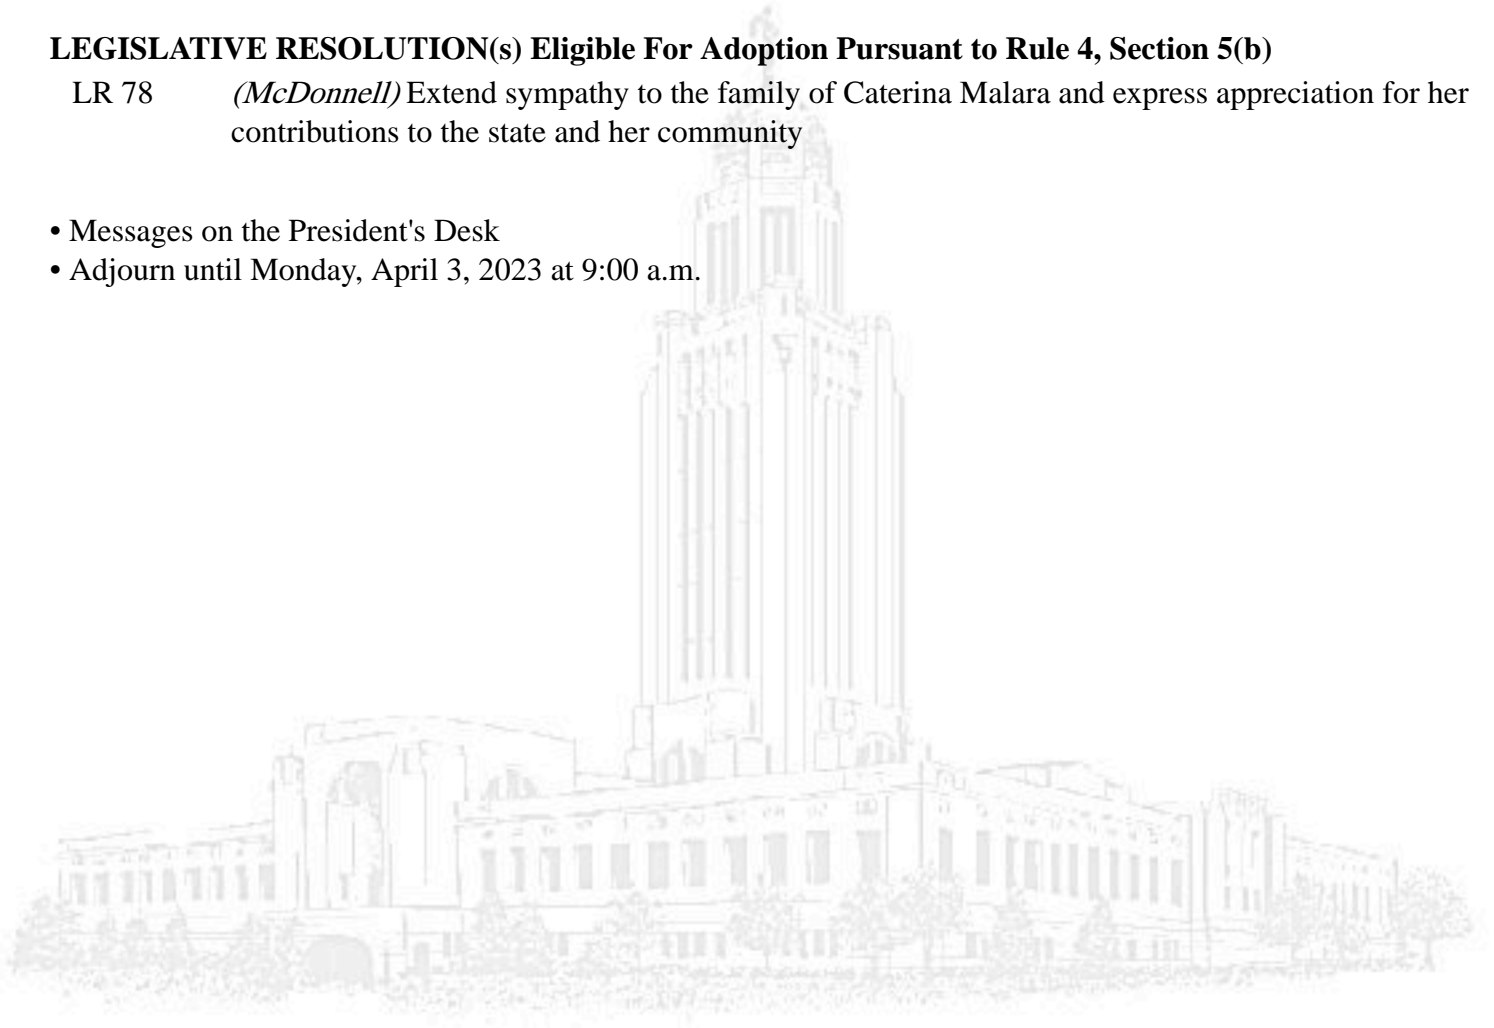 LEGISLATIVE RESOLUTION(s) Eligible For Adoption Pursuant to Rule 4, Section 5(b)
LR 78 (McDonnell) Extend sympathy to the family of Caterina Malara and express appreciation for her
contributions to the state and her community
• Messages on the President's Desk
• Adjourn until Monday, April 3, 2023 at 9:00 a.m.